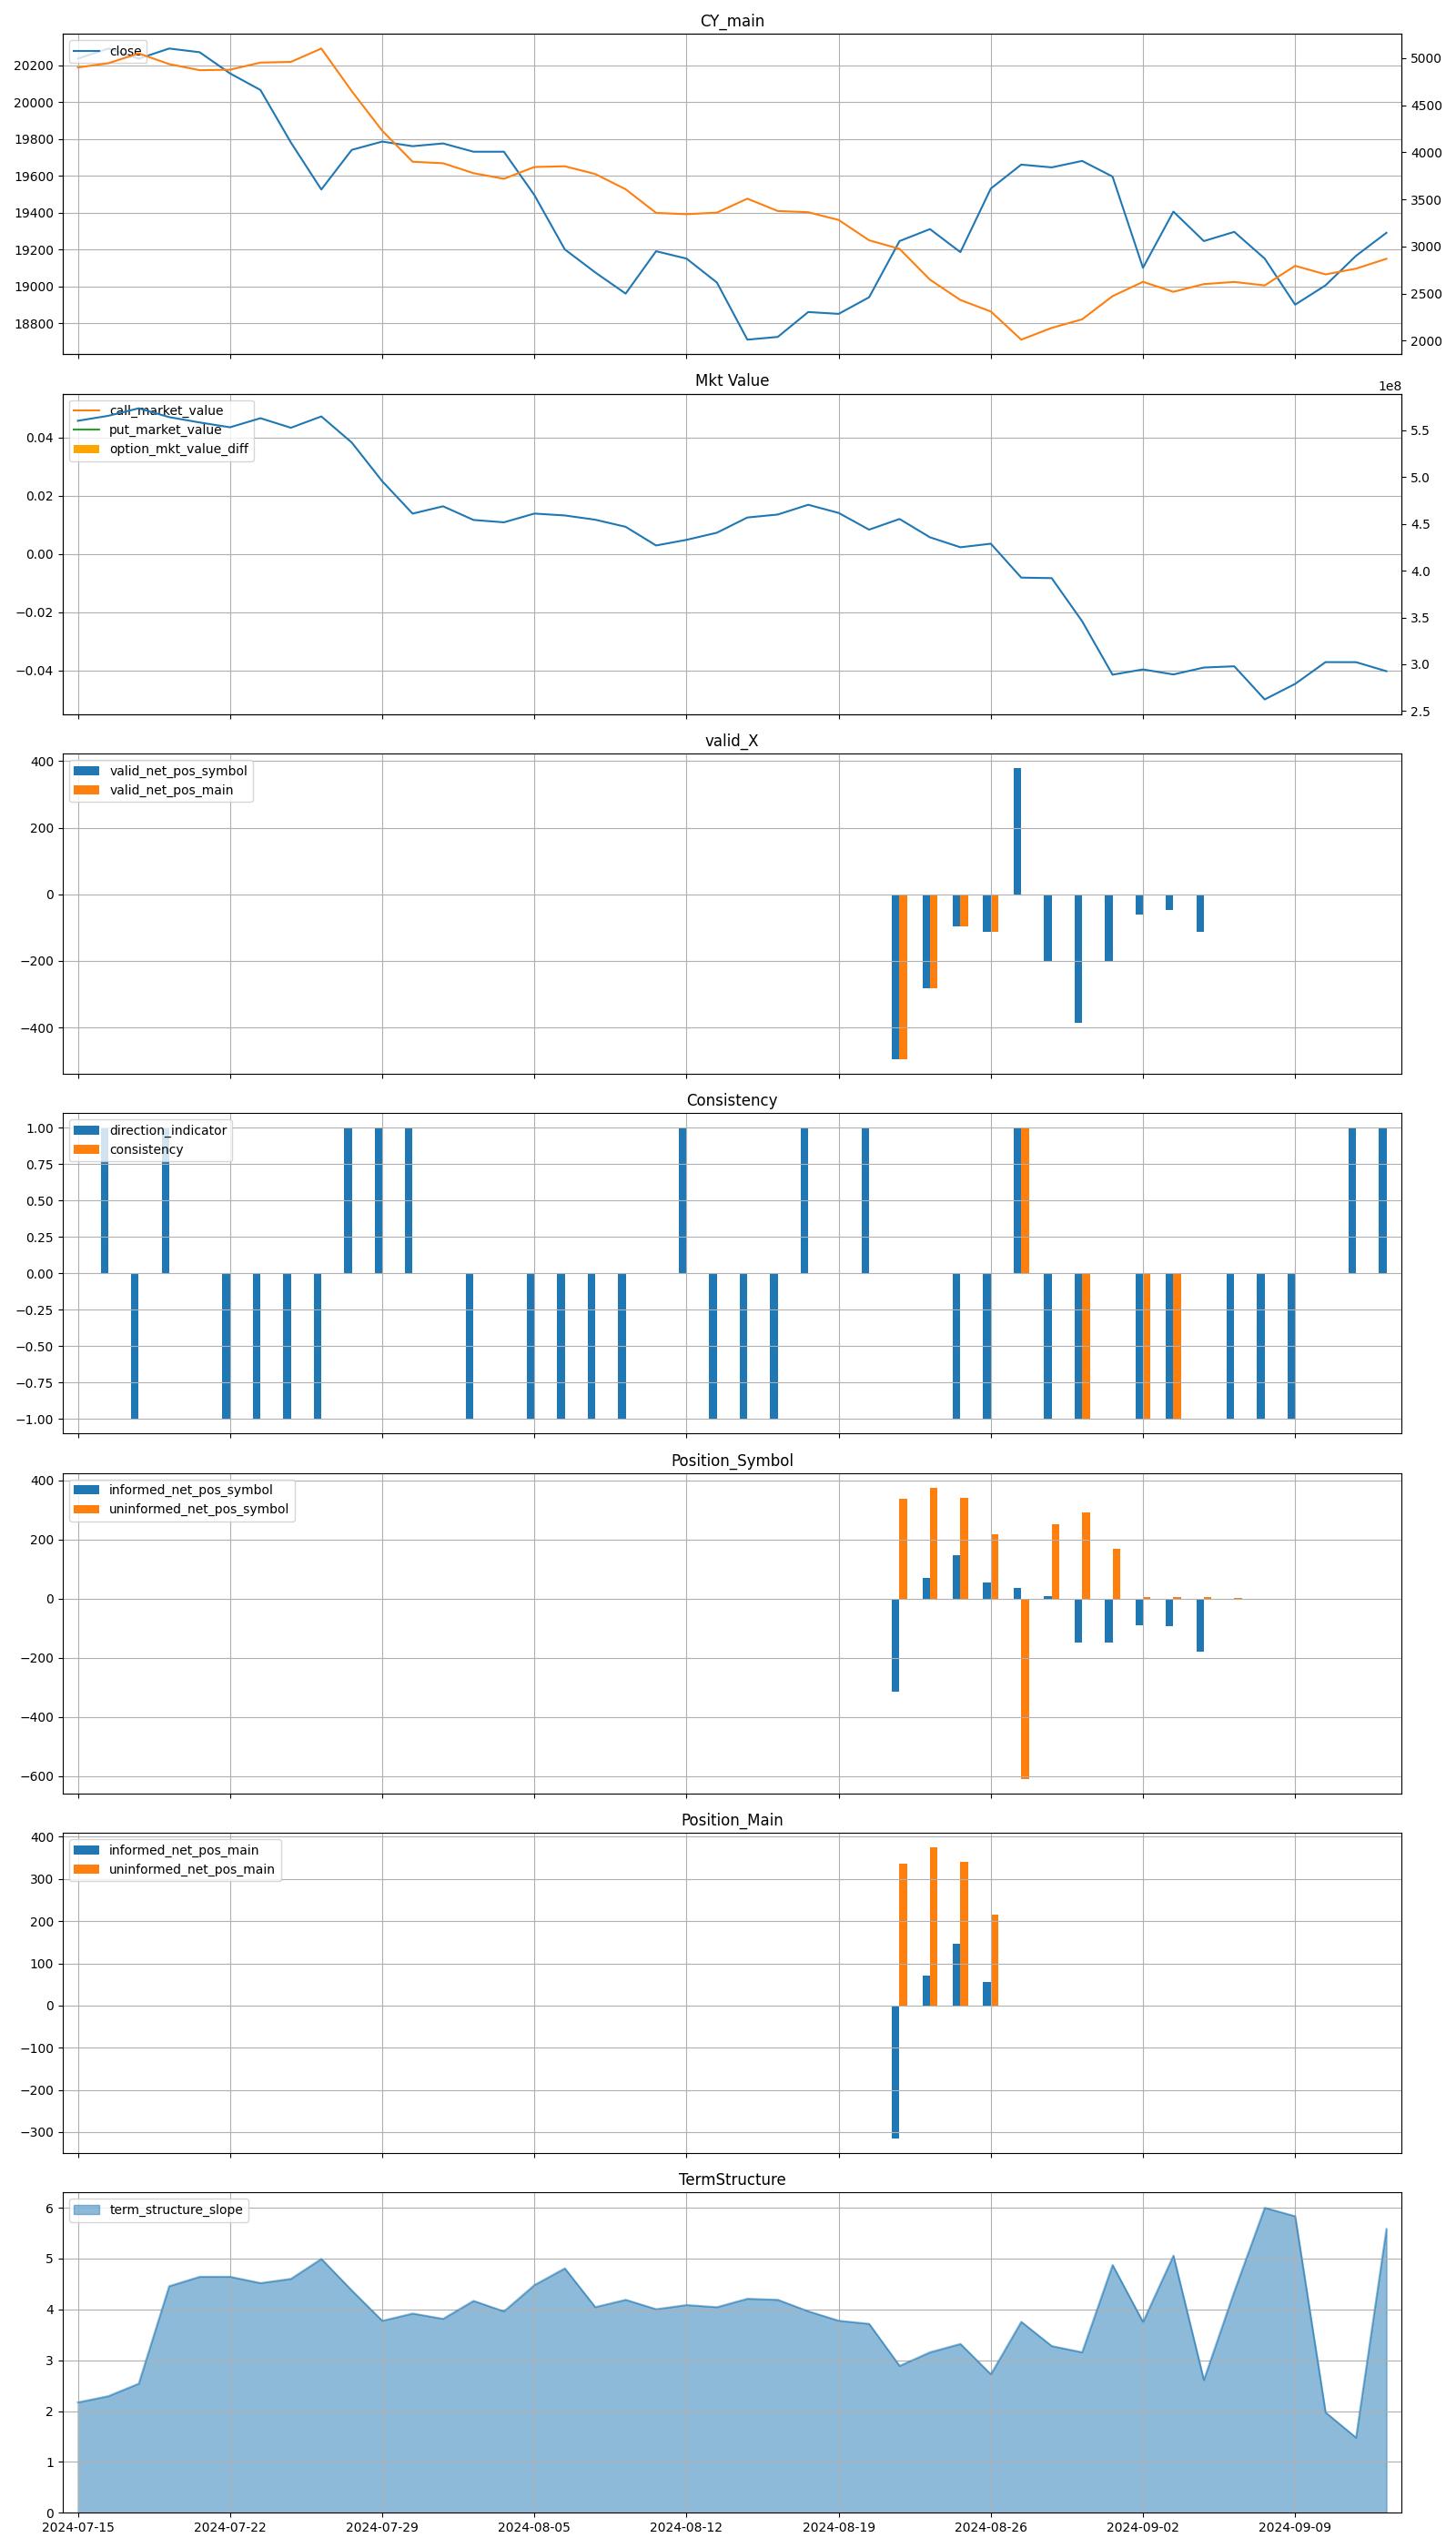 CY_main
close
20200
20000
19800
19600
19400
19200
19000
18800
5000
4500
4000
3500
3000
2500
2000
Mkt Value
1e8
call_market_value
put_market_value
option_mkt_value_diff
0.04
0.02
0.00
−0.02
−0.04
5.5
5.0
4.5
4.0
3.5
3.0
2.5
valid_X
valid_net_pos_symbol
valid_net_pos_main
400
200
0
−200
−400
Consistency
direction_indicator
consistency
1.00
0.75
0.50
0.25
0.00
−0.25
−0.50
−0.75
−1.00
Position_Symbol
informed_net_pos_symbol
uninformed_net_pos_symbol
400
200
0
−200
−400
−600
Position_Main
informed_net_pos_main
uninformed_net_pos_main
400
300
200
100
0
−100
−200
−300
TermStructure
term_structure_slope
6
5
4
3
2
1
0
2024-07-15 2024-07-22 2024-07-29 2024-08-05 2024-08-12 2024-08-19 2024-08-26 2024-09-02 2024-09-09